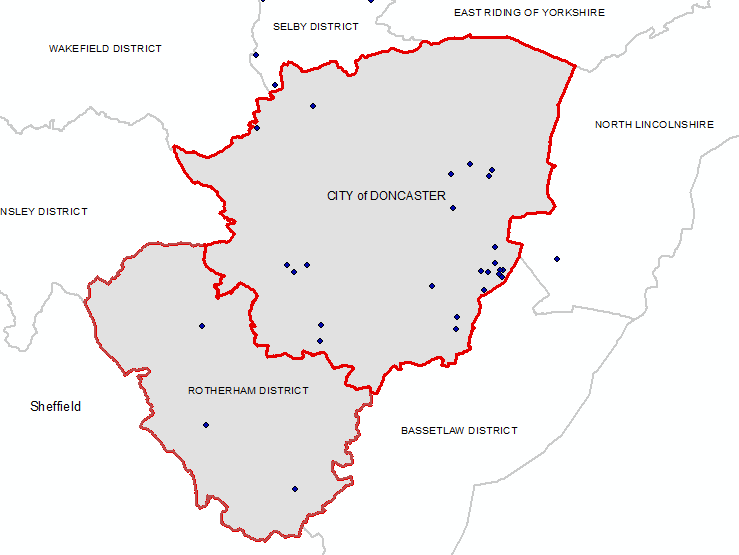 EAST RIDING OF YORKSHIRE
SELBY DISTRICT
WAKEFIELD DISTRICT
NORTH LINCOLNSHIRE
CITY of DONCASTER
NSLEY DISTRICT
ROTHERHAM DISTRICT
Sheffield
BASSETLAW DISTRICT